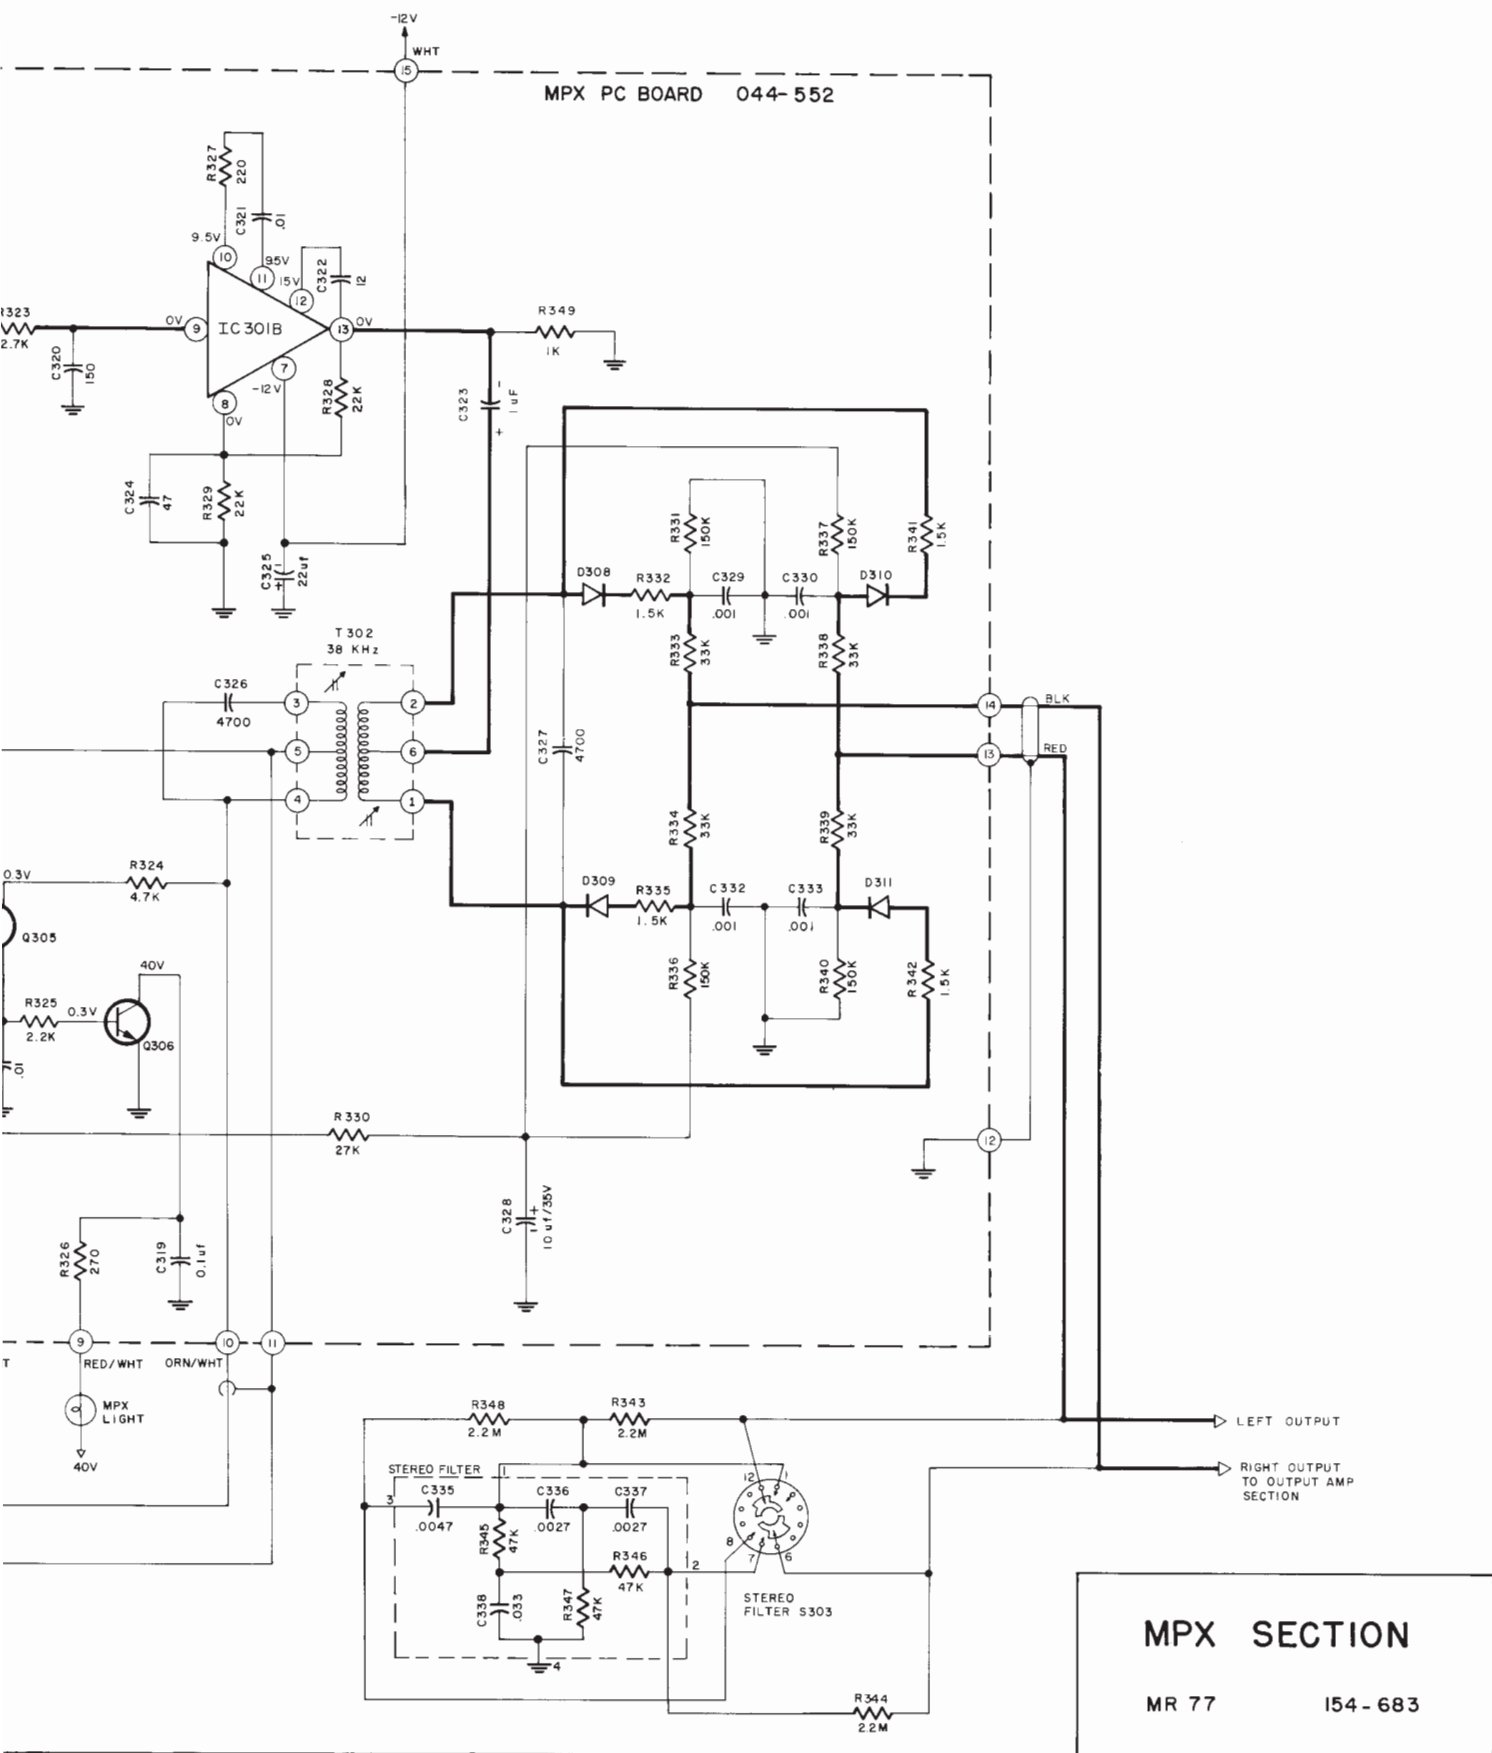 -12V
WHT
15
MPX PC BOARD 044-552
R327
220
C321
.01
9.5V
10
9.5V
11
15V
12
C322
12
R323
2.7K
C320
150
0V
9
IC301B
13
0V
7
-12V
8
0V
R328
22K
R349
1K
C323
-
1uF
+
C324
47
R329
22K
C325
+
22uf
R331
150K
R337
150K
R341
1.5K
D308
R332
1.5K
C329
.001
C330
.001
D310
R333
33K
R338
33K
T302
38 KHz
C326
4700
3
2
5
6
4
1
C327
4700
14
BLK
13
RED
R334
33K
R339
33K
0.3V
R324
4.7K
Q305
D309
R335
1.5K
C332
.001
C333
.001
D311
R336
150K
R340
150K
R342
1.5K
40V
R325
2.2K
0.3V
Q306
.01
R330
27K
12
C328
+
10uf/35V
R326
270
C319
0.1uf
9
10
11
T
RED/WHT
ORN/WHT
MPX
LIGHT
40V
R348
2.2M
R343
2.2M
LEFT OUTPUT
RIGHT OUTPUT
TO OUTPUT AMP
SECTION
STEREO FILTER
1
12
1
3
C335
.0047
C336
.0027
C337
.0027
R345
47K
R346
47K
2
8
7
6
C338
.033
R347
47K
4
STEREO
FILTER S303
R344
2.2M
MPX SECTION
MR 77 154-683